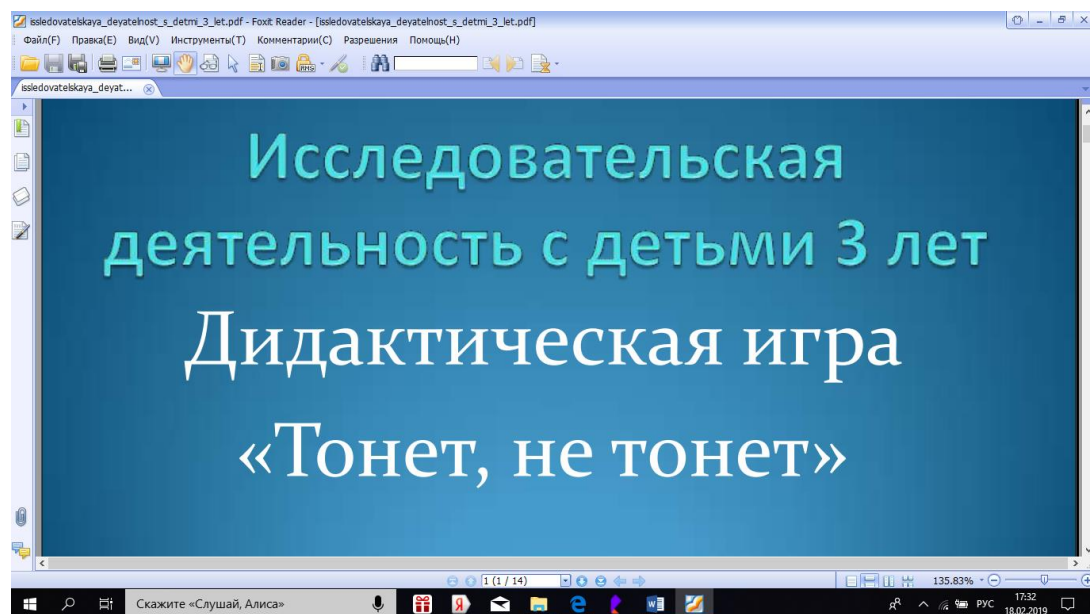 issledovatelskaya_deyatelnost_s_detmi_3_let.pdf - Foxit Reader - [issledovatelskaya_deyatelnost_s_detmi_3_let.pdf]
Файл(F) Правка(E) Вид(V) Инструменты(T) Комментарии(C) Разрешения Помощь(H)
issledovatelskaya_deyat...
Исследовательская
деятельность с детьми 3 лет
Дидактическая игра
«Тонет, не тонет»
1 (1 / 14) 135.83%
Скажите «Слушай, Алиса» РУС 17:32
18.02.2019